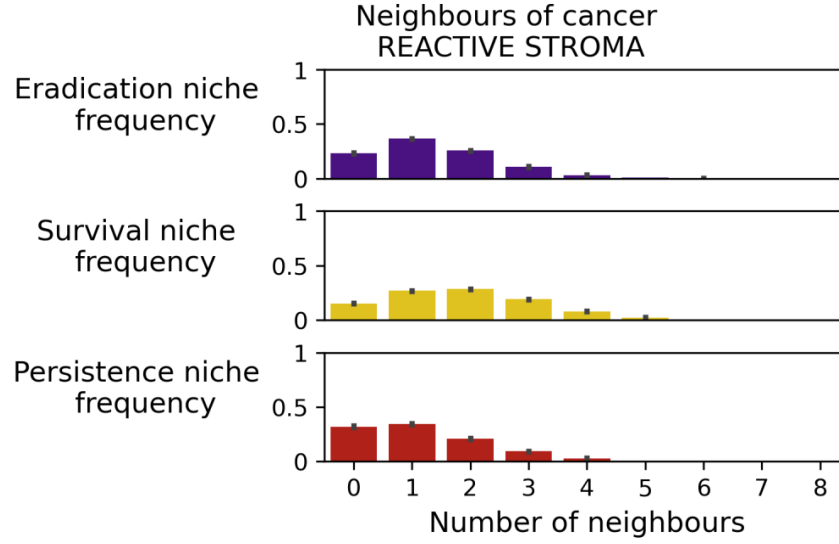 Neighbours of cancer
REACTIVE STROMA
Eradication niche
frequency
1
0.5
0
Survival niche
frequency
1
0.5
0
Persistence niche
frequency
1
0.5
0
0 1 2 3 4 5 6 7 8
Number of neighbours